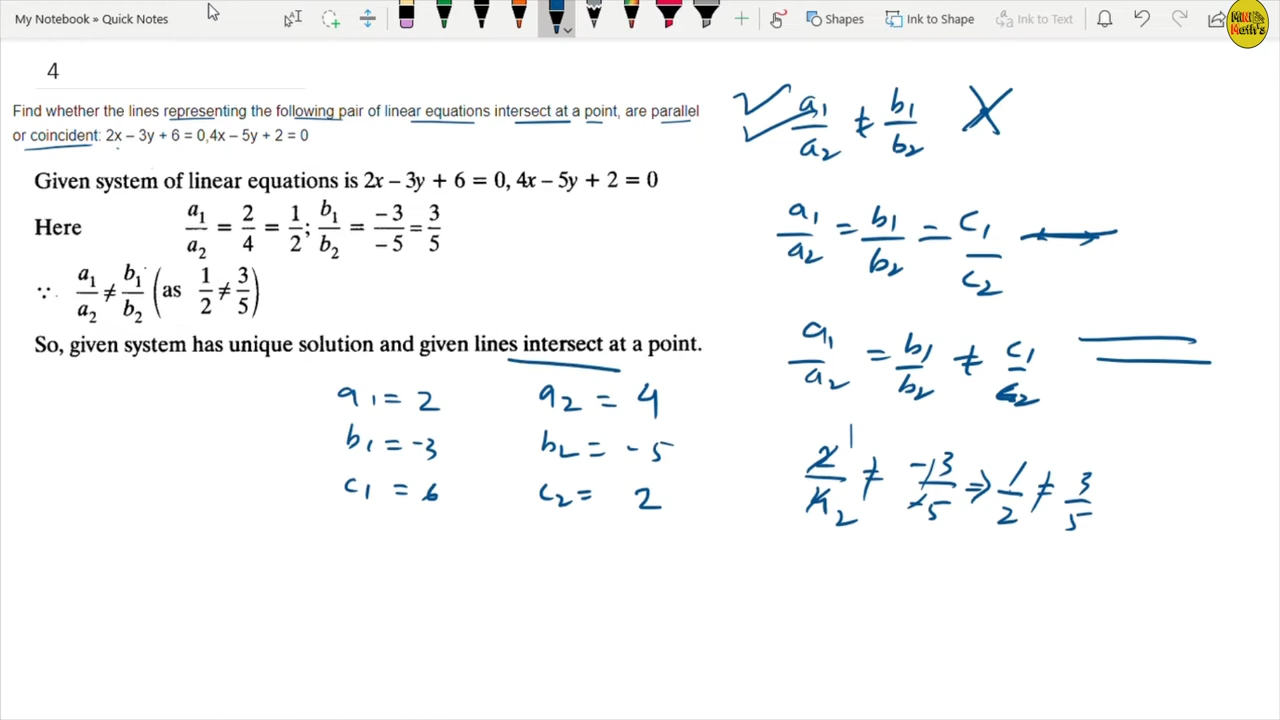 My Notebook » Quick Notes
Shapes
Ink to Shape
Ink to Text
MINI Math's
4
Find whether the lines representing the following pair of linear equations intersect at a point, are parallel
or coincident: 2x – 3y + 6 = 0,4x – 5y + 2 = 0
Given system of linear equations is 2x – 3y + 6 = 0, 4x – 5y + 2 = 0
Here a₁/a₂ = 2/4 = 1/2; b₁/b₂ = –3/–5 = 3/5
∵ a₁/a₂ ≠ b₁/b₂ (as 1/2 ≠ 3/5)
So, given system has unique solution and given lines intersect at a point.
a₁ = 2 a₂ = 4
b₁ = -3 b₂ = -5
c₁ = 6 c₂ = 2
a₁/a₂ ≠ b₁/b₂
a₁/a₂ = b₁/b₂ = c₁/c₂
a₁/a₂ = b₁/b₂ ≠ c₁/c₂
2/4 1 2 ≠ -3/-5 ⇒ 1/2 ≠ 3/5